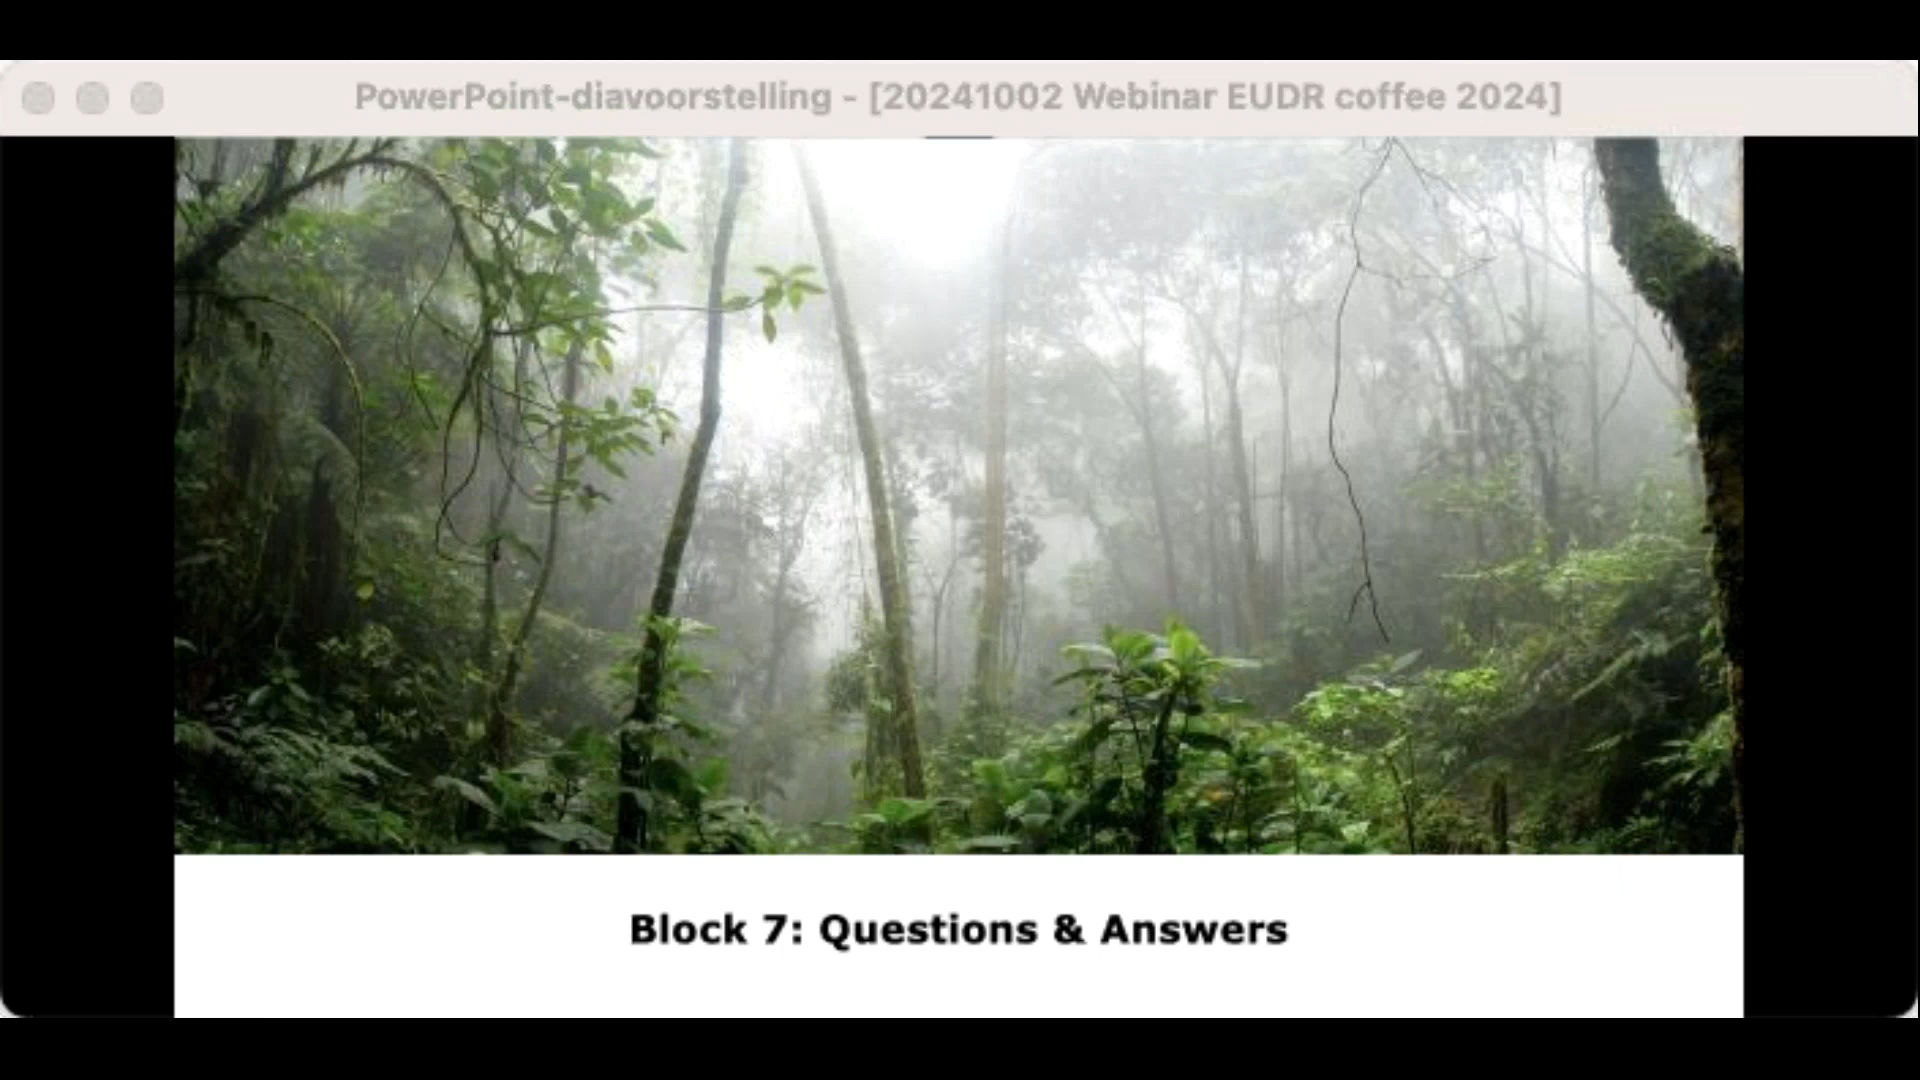 PowerPoint-diavoorstelling - [20241002 Webinar EUDR coffee 2024]
Block 7: Questions & Answers